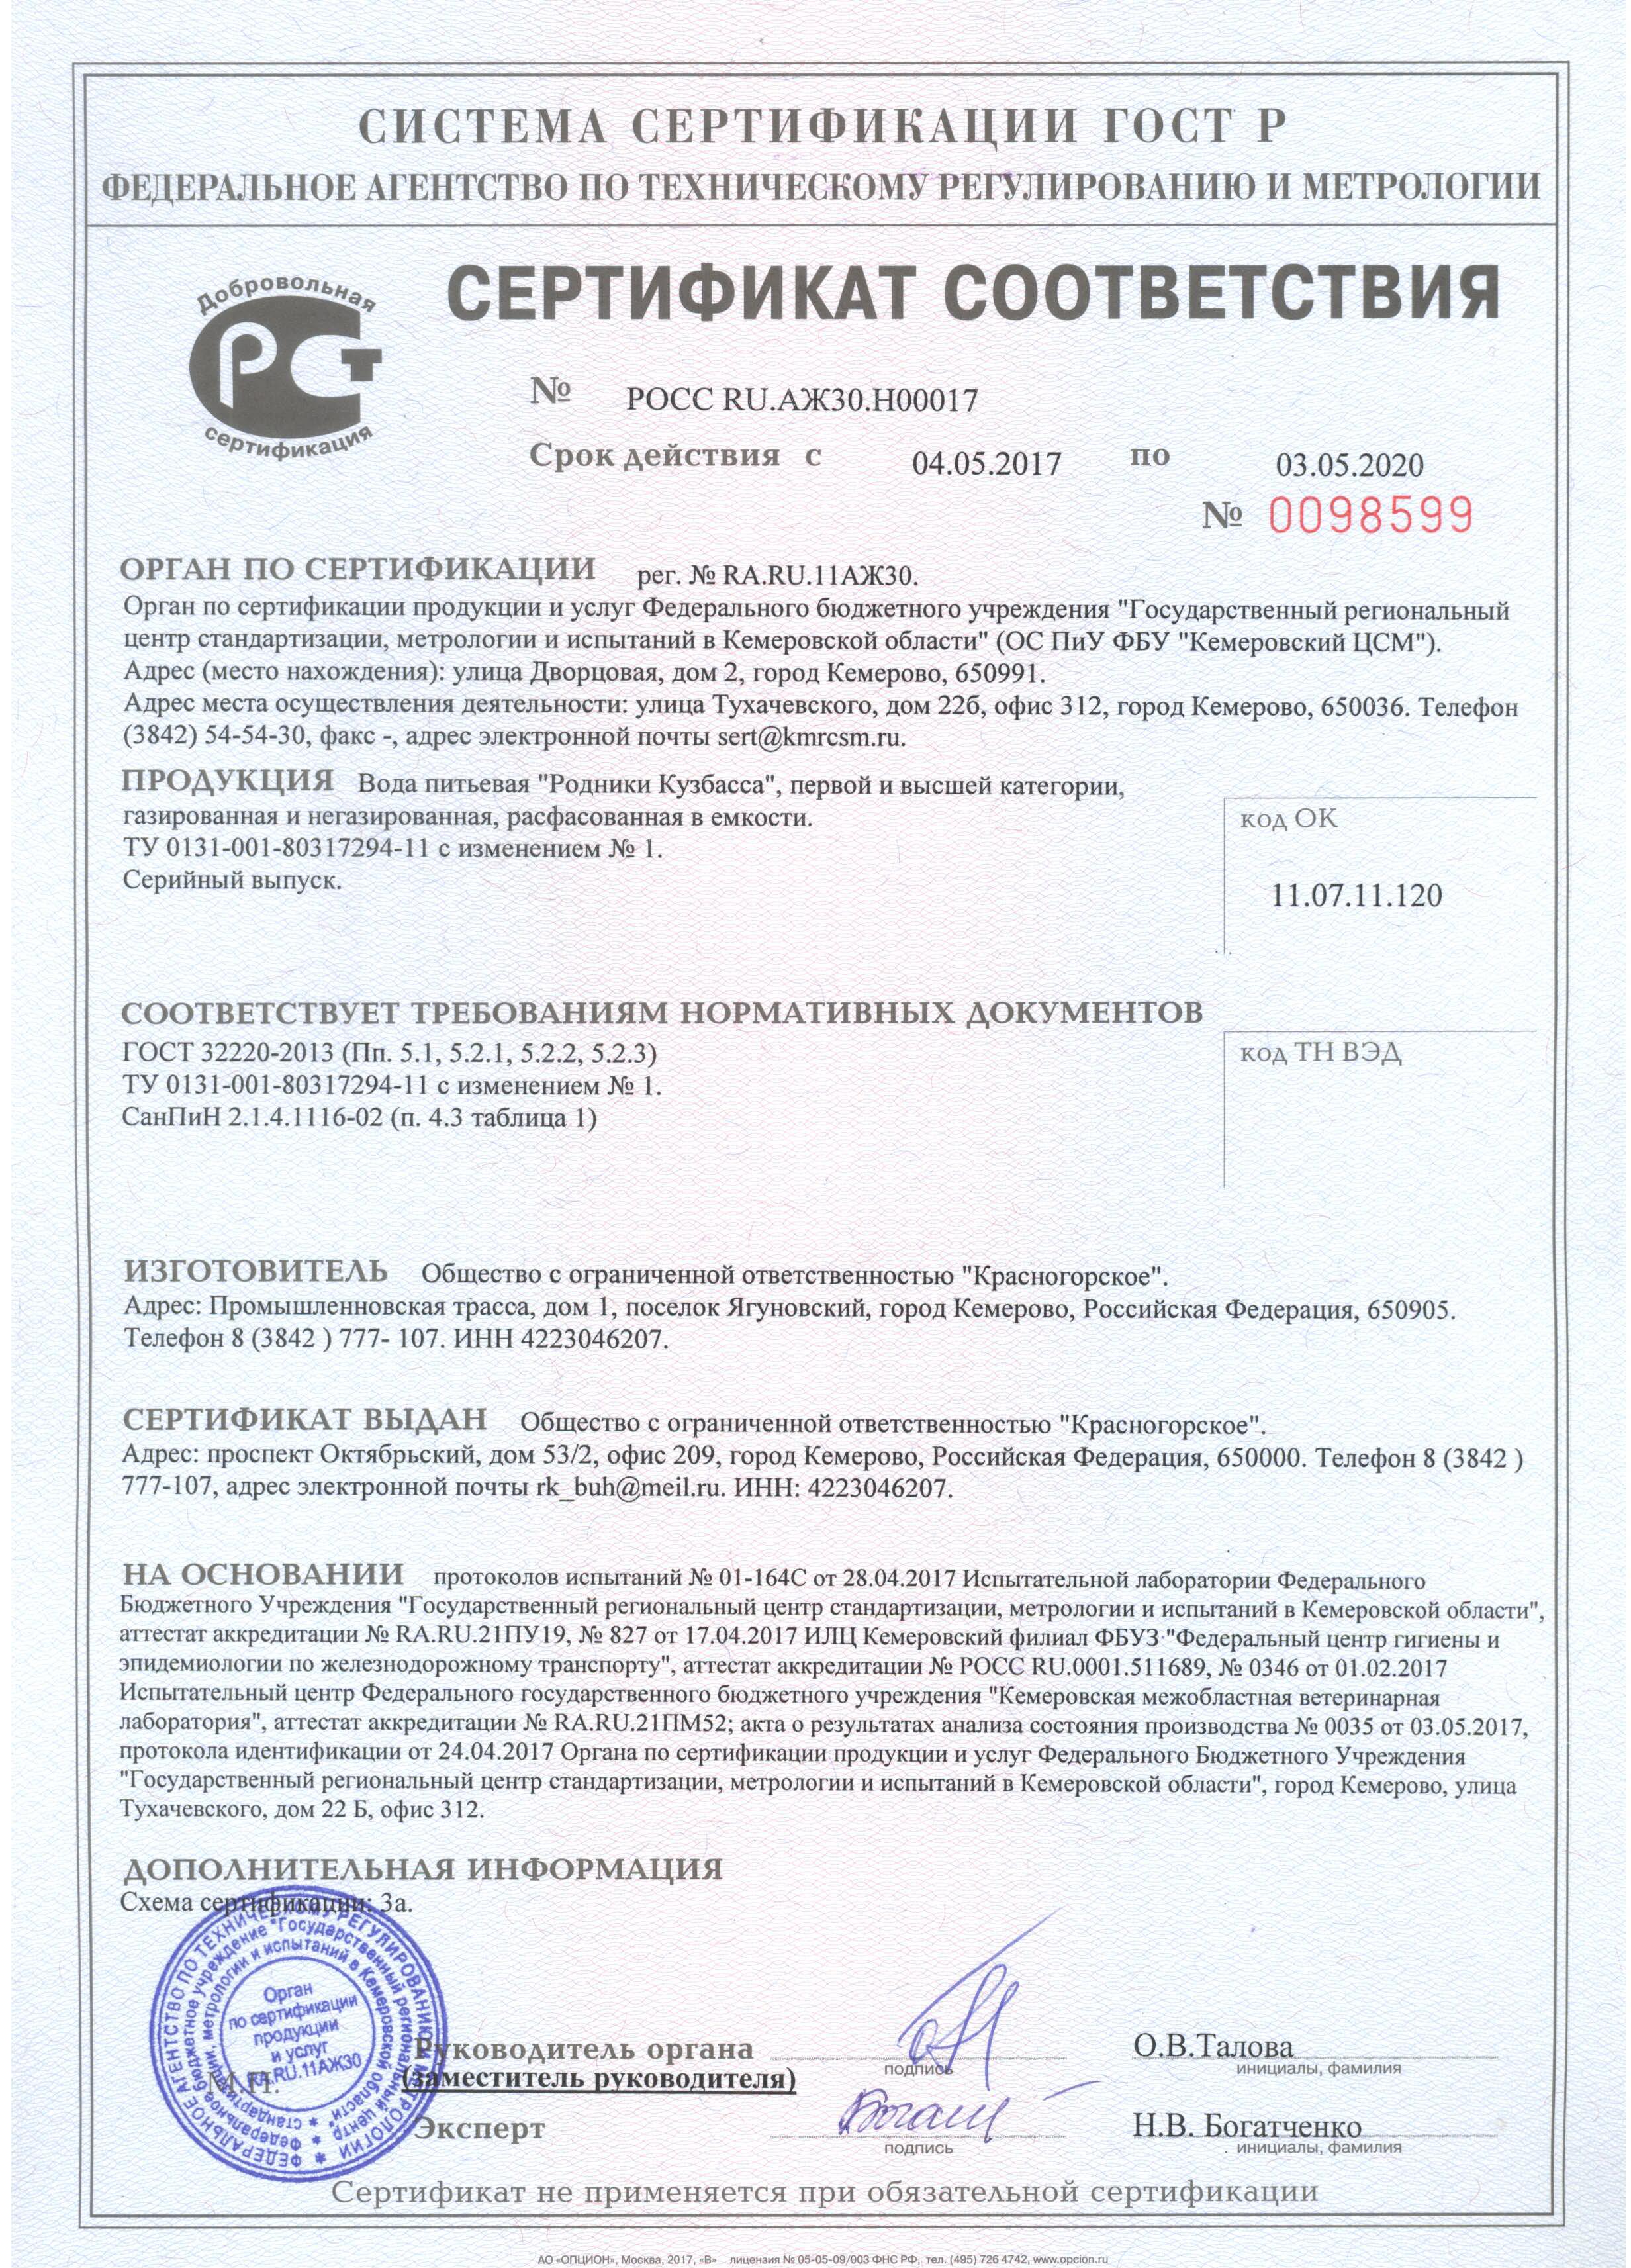 СИСТЕМА СЕРТИФИКАЦИИ ГОСТ Р
ФЕДЕРАЛЬНОЕ АГЕНТСТВО ПО ТЕХНИЧЕСКОМУ РЕГУЛИРОВАНИЮ И МЕТРОЛОГИИ
Добровольная
РСТ
сертификация
СЕРТИФИКАТ СООТВЕТСТВИЯ
№ РОСС RU.АЖ30.Н00017
Срок действия с 04.05.2017 по 03.05.2020
№ 0098599
ОРГАН ПО СЕРТИФИКАЦИИ рег. № RA.RU.11АЖ30.
Орган по сертификации продукции и услуг Федерального бюджетного учреждения "Государственный региональный
центр стандартизации, метрологии и испытаний в Кемеровской области" (ОС ПиУ ФБУ "Кемеровский ЦСМ").
Адрес (место нахождения): улица Дворцовая, дом 2, город Кемерово, 650991.
Адрес места осуществления деятельности: улица Тухачевского, дом 22б, офис 312, город Кемерово, 650036. Телефон
(3842) 54-54-30, факс -, адрес электронной почты sert@kmrcsm.ru.
ПРОДУКЦИЯ Вода питьевая "Родники Кузбасса", первой и высшей категории,
газированная и негазированная, расфасованная в емкости.
ТУ 0131-001-80317294-11 с изменением № 1.
Серийный выпуск.
код ОК
11.07.11.120
СООТВЕТСТВУЕТ ТРЕБОВАНИЯМ НОРМАТИВНЫХ ДОКУМЕНТОВ
ГОСТ 32220-2013 (Пп. 5.1, 5.2.1, 5.2.2, 5.2.3)
ТУ 0131-001-80317294-11 с изменением № 1.
СанПиН 2.1.4.1116-02 (п. 4.3 таблица 1)
код ТН ВЭД
ИЗГОТОВИТЕЛЬ Общество с ограниченной ответственностью "Красногорское".
Адрес: Промышленновская трасса, дом 1, поселок Ягуновский, город Кемерово, Российская Федерация, 650905.
Телефон 8 (3842 ) 777- 107. ИНН 4223046207.
СЕРТИФИКАТ ВЫДАН Общество с ограниченной ответственностью "Красногорское".
Адрес: проспект Октябрьский, дом 53/2, офис 209, город Кемерово, Российская Федерация, 650000. Телефон 8 (3842 )
777-107, адрес электронной почты rk_buh@meil.ru. ИНН: 4223046207.
НА ОСНОВАНИИ протоколов испытаний № 01-164С от 28.04.2017 Испытательной лаборатории Федерального
Бюджетного Учреждения "Государственный региональный центр стандартизации, метрологии и испытаний в Кемеровской области",
аттестат аккредитации № RA.RU.21ПУ19, № 827 от 17.04.2017 ИЛЦ Кемеровский филиал ФБУЗ "Федеральный центр гигиены и
эпидемиологии по железнодорожному транспорту", аттестат аккредитации № РОСС RU.0001.511689, № 0346 от 01.02.2017
Испытательный центр Федерального государственного бюджетного учреждения "Кемеровская межобластная ветеринарная
лаборатория", аттестат аккредитации № RA.RU.21ПМ52; акта о результатах анализа состояния производства № 0035 от 03.05.2017,
протокола идентификации от 24.04.2017 Органа по сертификации продукции и услуг Федерального Бюджетного Учреждения
"Государственный региональный центр стандартизации, метрологии и испытаний в Кемеровской области", город Кемерово, улица
Тухачевского, дом 22 Б, офис 312.
ДОПОЛНИТЕЛЬНАЯ ИНФОРМАЦИЯ
Схема сертификации: 3а.
ФЕДЕРАЛЬНОЕ АГЕНТСТВО ПО ТЕХНИЧЕСКОМУ РЕГУЛИРОВАНИЮ И МЕТРОЛОГИИ
Федеральное бюджетное учреждение "Государственный региональный центр
стандартизации, метрологии и испытаний в Кемеровской области"
Орган
по сертификации
продукции
и услуг
RA.RU.11АЖ30
М.П.
Руководитель органа
(заместитель руководителя)
подпись
О.В.Талова
инициалы, фамилия
Эксперт
подпись
Н.В. Богатченко
инициалы, фамилия
Сертификат не применяется при обязательной сертификации
АО «ОПЦИОН», Москва, 2017, «В» лицензия № 05-05-09/003 ФНС РФ, тел. (495) 726 4742, www.opcion.ru